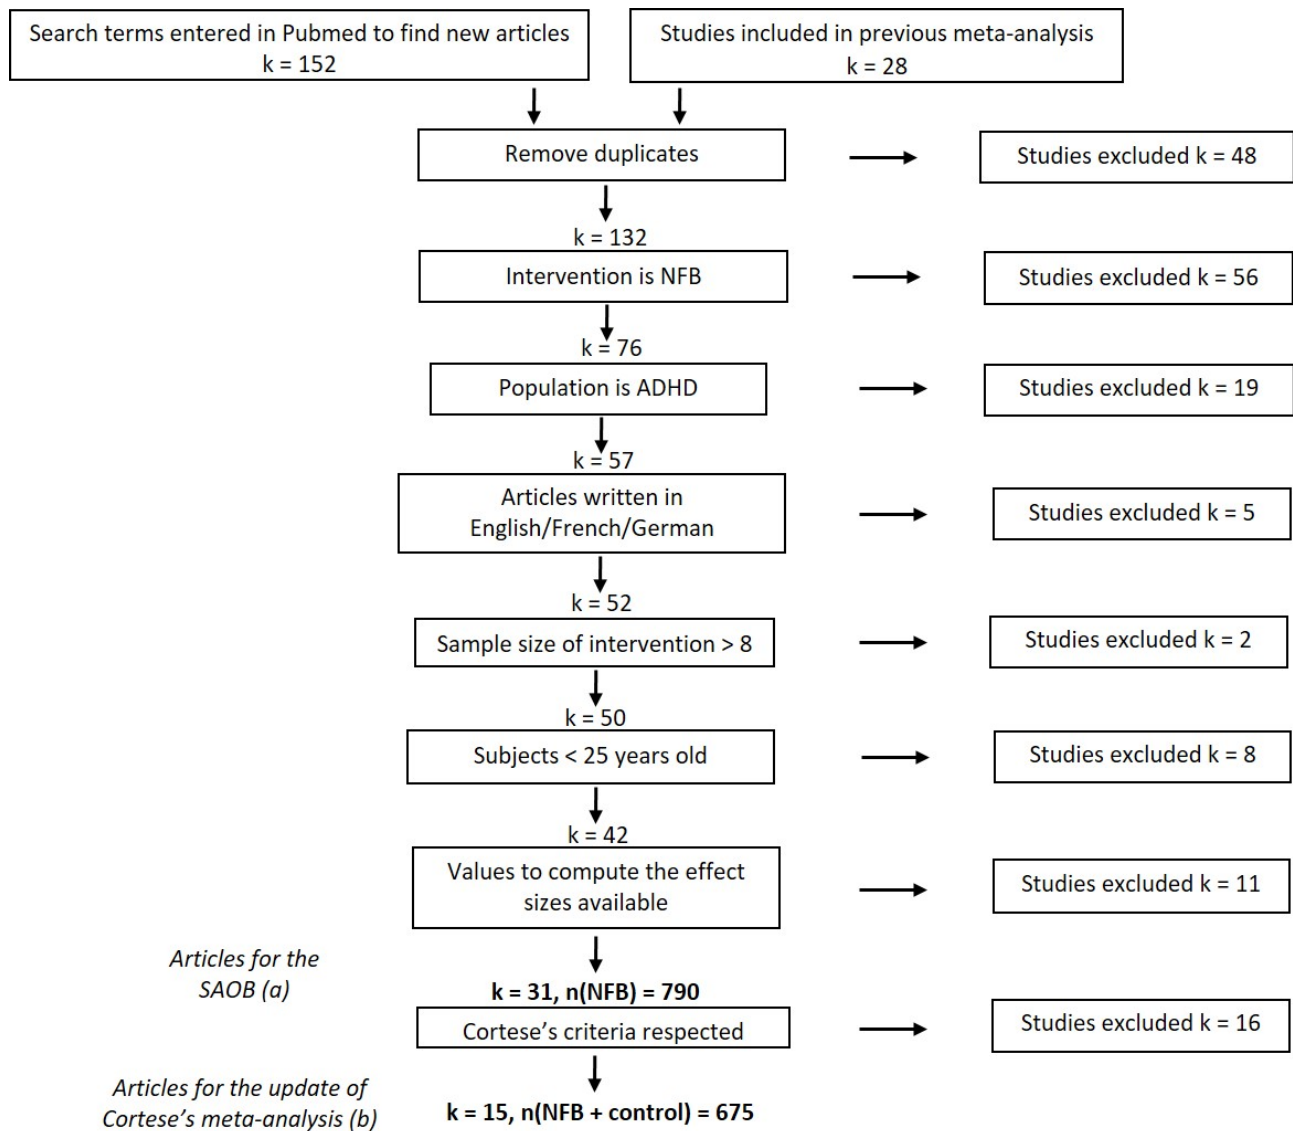 Search terms entered in Pubmed to find new articles
k = 152
Studies included in previous meta-analysis
k = 28
Remove duplicates
Studies excluded k = 48
k = 132
Intervention is NFB
Studies excluded k = 56
k = 76
Population is ADHD
Studies excluded k = 19
k = 57
Articles written in
English/French/German
Studies excluded k = 5
k = 52
Sample size of intervention > 8
Studies excluded k = 2
k = 50
Subjects < 25 years old
Studies excluded k = 8
k = 42
Values to compute the effect
sizes available
Studies excluded k = 11
Articles for the
SAOB (a)
k = 31, n(NFB) = 790
Cortese's criteria respected
Studies excluded k = 16
Articles for the update of
Cortese's meta-analysis (b)
k = 15, n(NFB + control) = 675